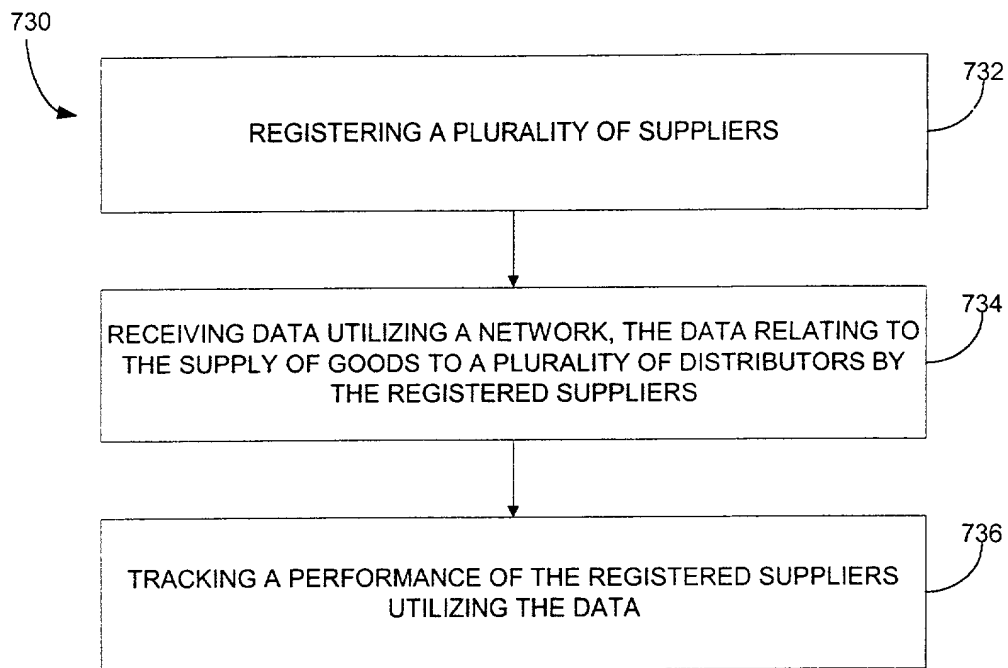 730
732
REGISTERING A PLURALITY OF SUPPLIERS
734
RECEIVING DATA UTILIZING A NETWORK, THE DATA RELATING TO
THE SUPPLY OF GOODS TO A PLURALITY OF DISTRIBUTORS BY
THE REGISTERED SUPPLIERS
736
TRACKING A PERFORMANCE OF THE REGISTERED SUPPLIERS
UTILIZING THE DATA